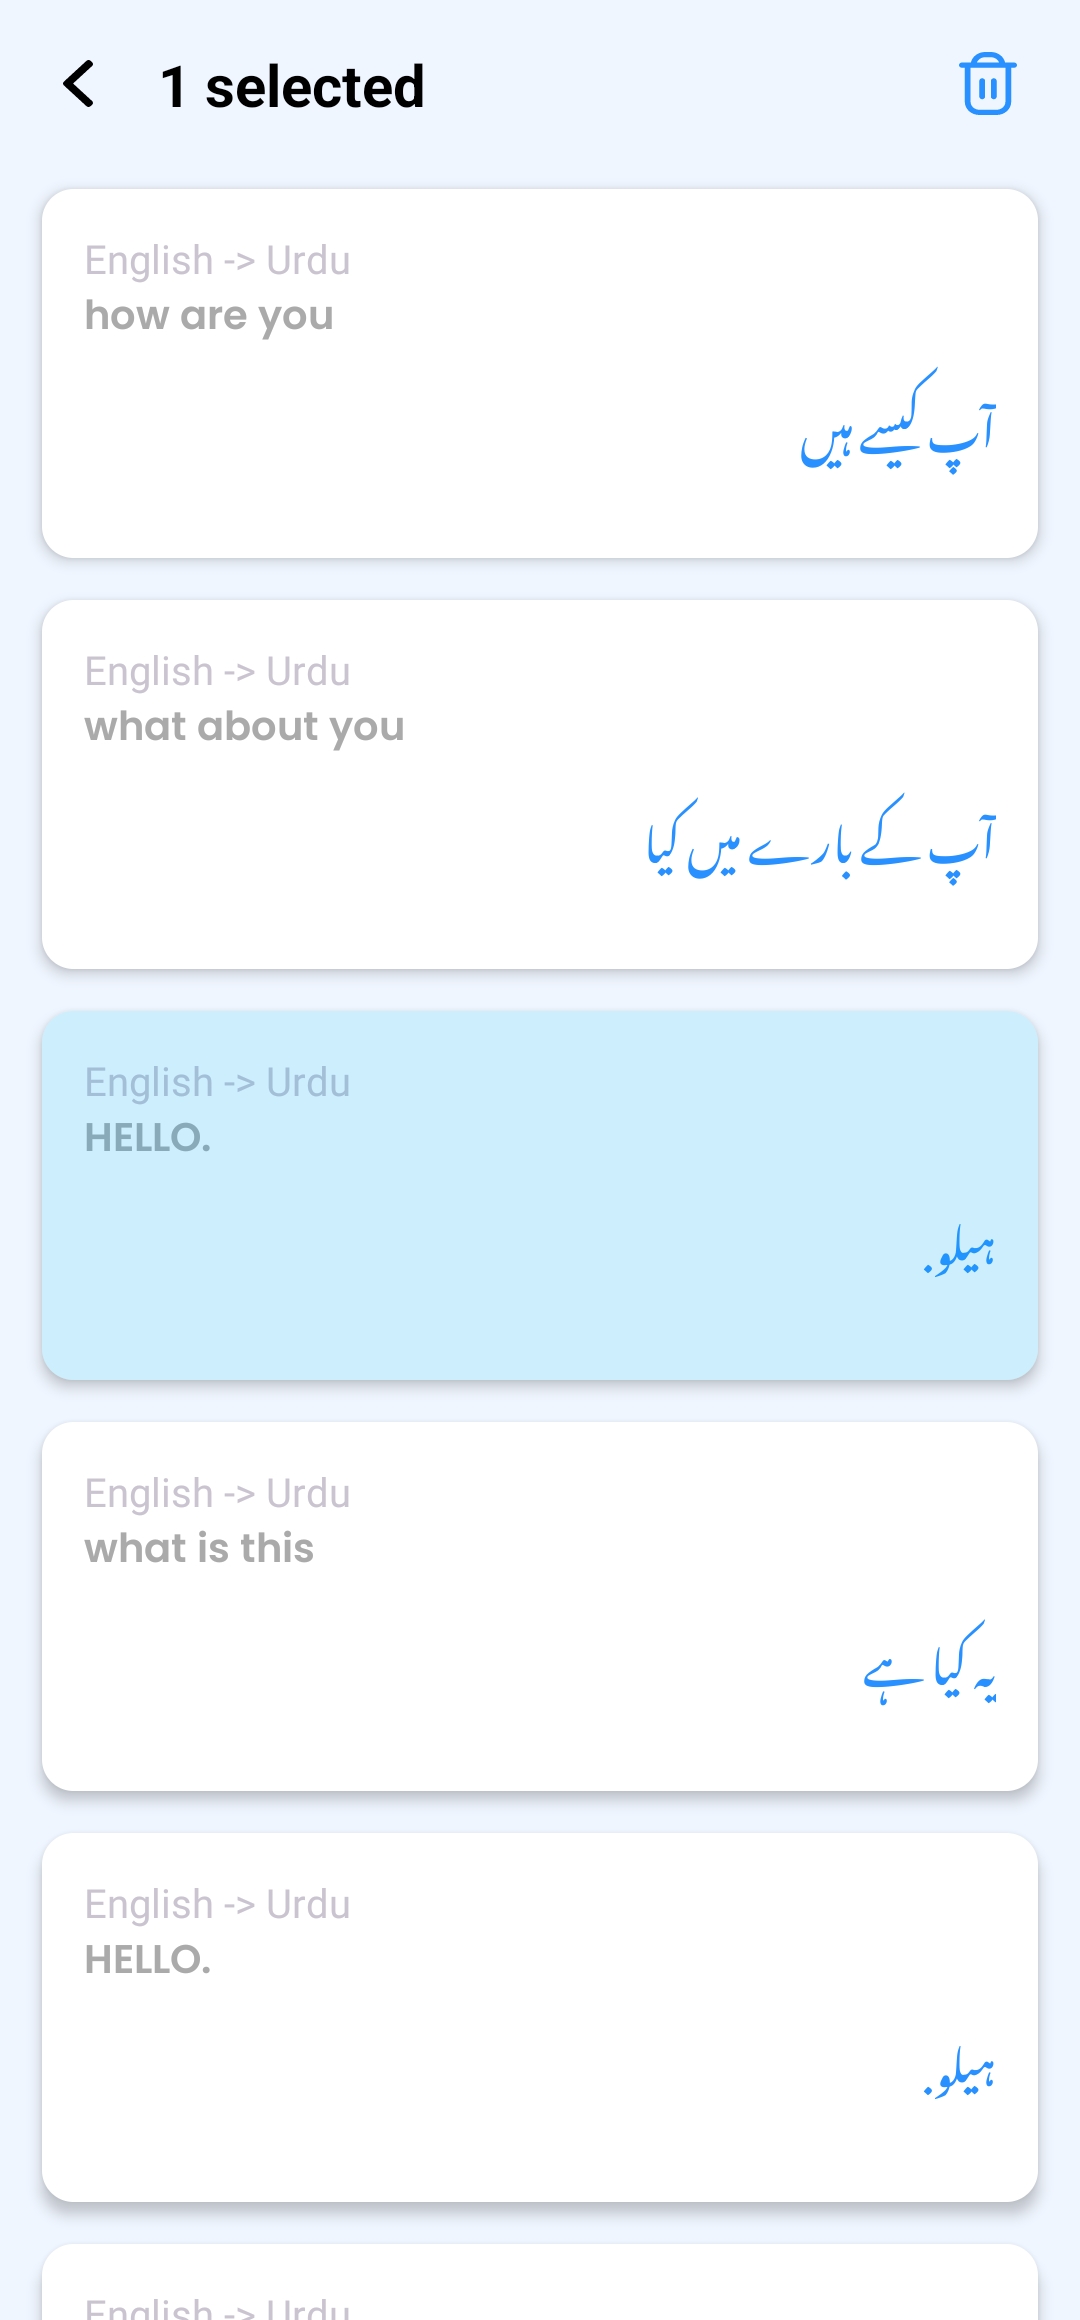 1 selected
English -> Urdu
how are you
آپ کیسے ہیں
English -> Urdu
what about you
آپ کے بارے میں کیا
English -> Urdu
HELLO.
ہیلو.
English -> Urdu
what is this
یہ کیا ہے
English -> Urdu
HELLO.
ہیلو.
English -> Urdu